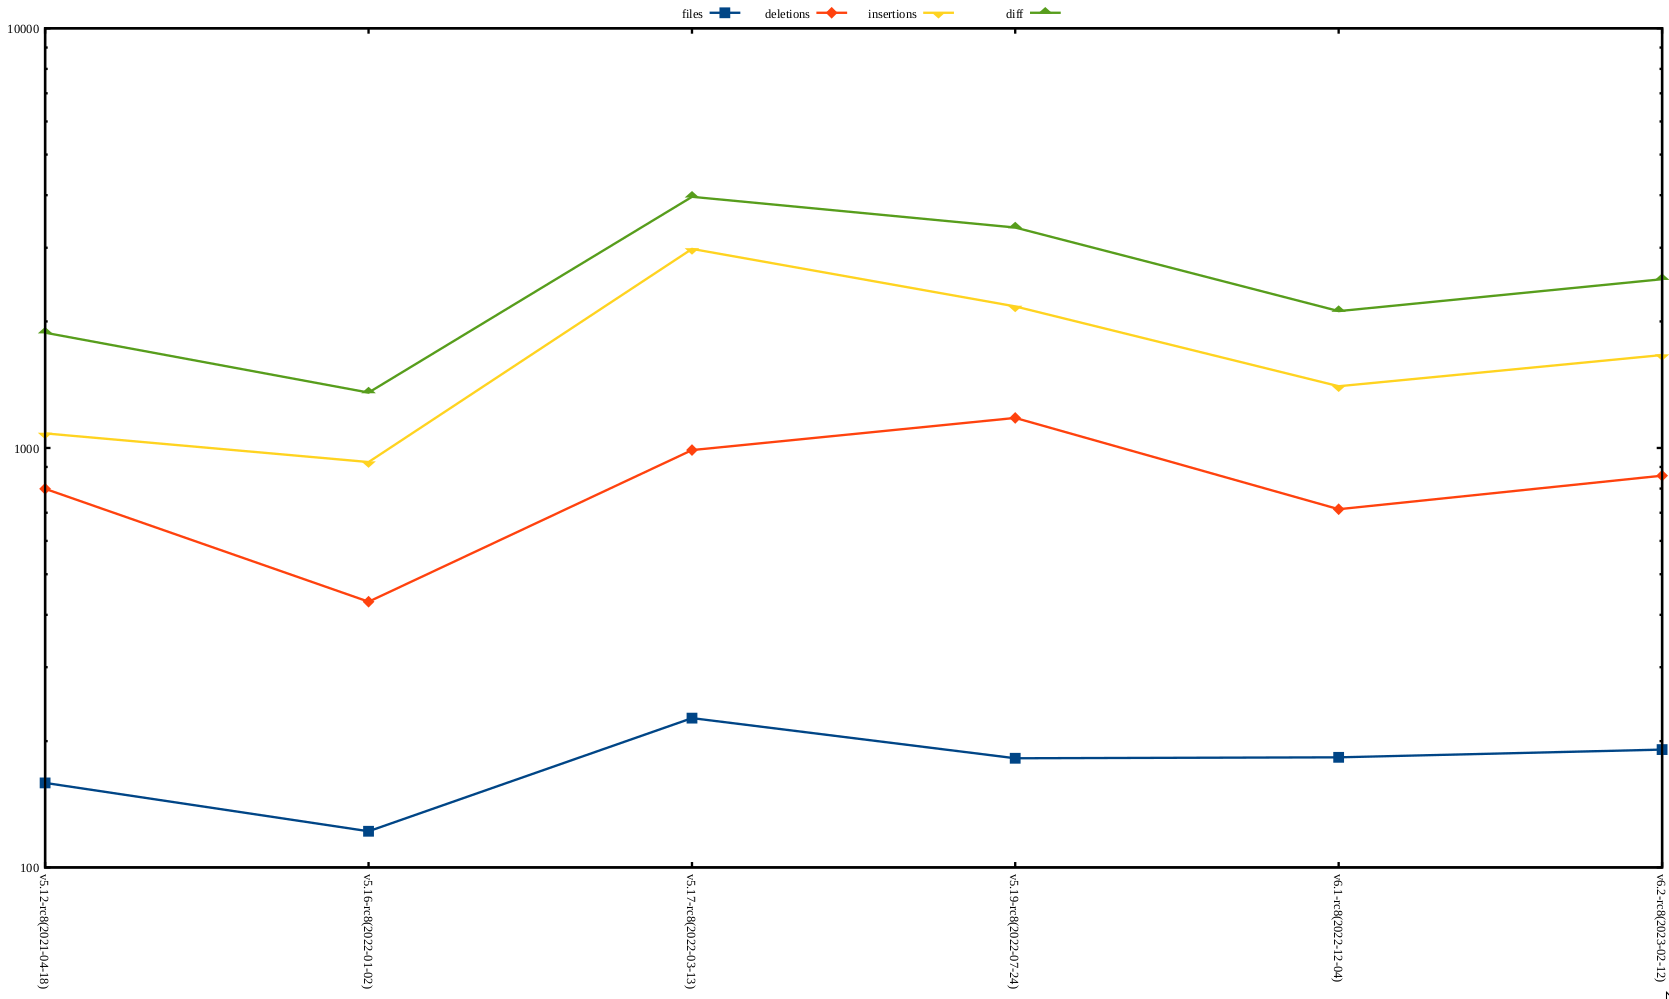 files deletions insertions diff
10000
1000
100
v5.12-rc8(2021-04-18)
v5.16-rc8(2022-01-02)
v5.17-rc8(2022-03-13)
v5.19-rc8(2022-07-24)
v6.1-rc8(2022-12-04)
v6.2-rc8(2023-02-12)